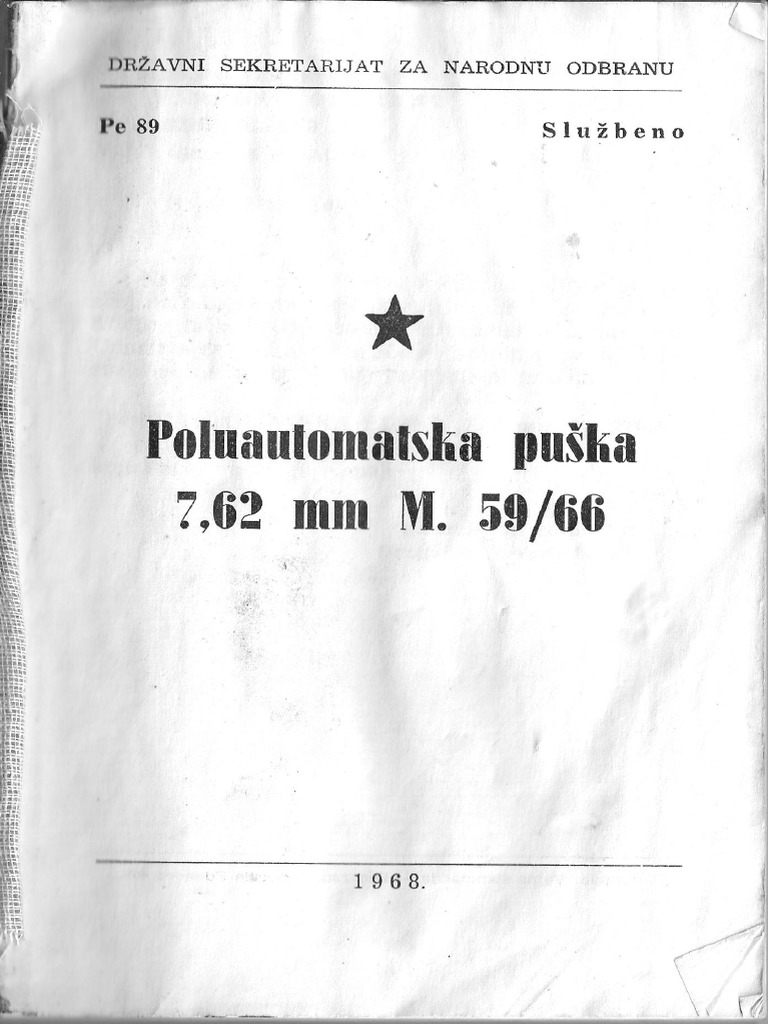 DRŽAVNI SEKRETARIJAT ZA NARODNU ODBRANU
Pe 89
Službeno
Poluautomatska puška
7,62 mm M. 59/66
1968.